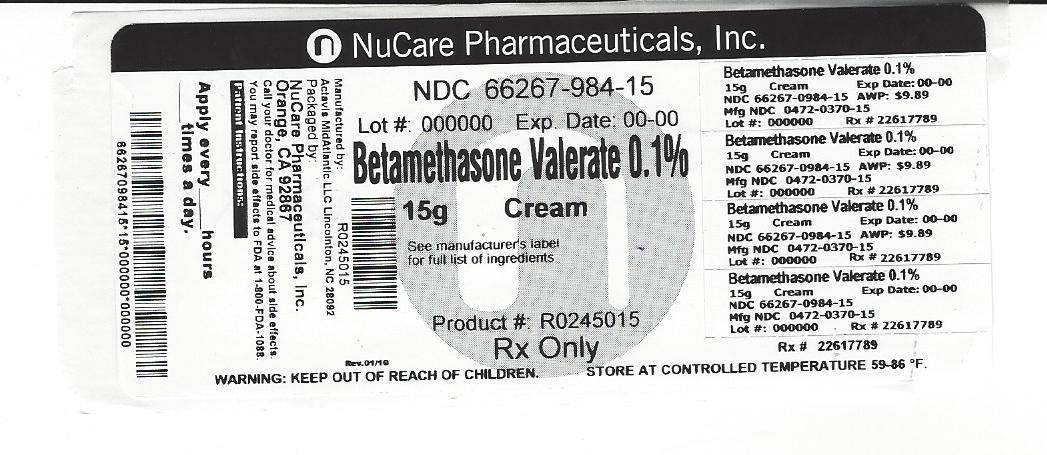 n NuCare Pharmaceuticals, Inc.
NDC 66267-984-15
Lot #: 000000 Exp. Date: 00-00
Betamethasone Valerate 0.1%
15g Cream
See manufacturer's label
for full list of ingredients
Product #: R0245015
Rx Only
Rev.01/10
WARNING: KEEP OUT OF REACH OF CHILDREN. STORE AT CONTROLLED TEMPERATURE 59-86 °F.
R0245015
Manufactured by:
Actavis MidAtlantic LLC Lincolnton, NC 28092
Packaged by:
NuCare Pharmaceuticals, Inc.
Orange, CA 92867
Call your doctor for medical advice about side effects.
You may report side effects to FDA at 1-800-FDA-1088.
Patient Instructions:
Apply every____hours
____times a day.
66267098415*15*000000*000000
Betamethasone Valerate 0.1%
15g Cream Exp Date: 00-00
NDC 66267-0984-15 AWP: $9.89
Mfg NDC 0472-0370-15
Lot #: 000000 Rx # 22617789
Betamethasone Valerate 0.1%
15g Cream Exp Date: 00-00
NDC 66267-0984-15 AWP: $9.89
Mfg NDC 0472-0370-15
Lot #: 000000 Rx # 22617789
Betamethasone Valerate 0.1%
15g Cream Exp Date: 00-00
NDC 66267-0984-15 AWP: $9.89
Mfg NDC 0472-0370-15
Lot #: 000000 Rx # 22617789
Betamethasone Valerate 0.1%
15g Cream Exp Date: 00-00
NDC 66267-0984-15
Mfg NDC 0472-0370-15
Lot #: 000000 Rx # 22617789
Rx # 22617789